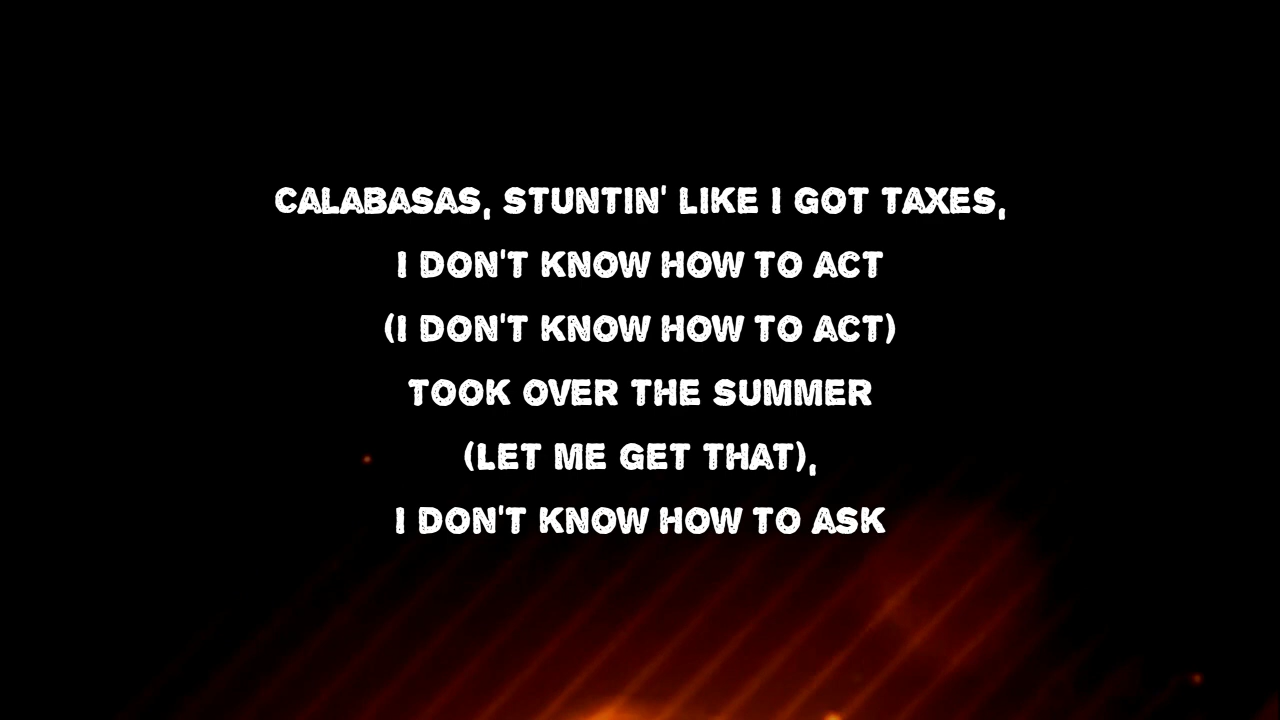 CALABASAS, STUNTIN' LIKE I GOT TAXES,
I DON'T KNOW HOW TO ACT
(I DON'T KNOW HOW TO ACT)
TOOK OVER THE SUMMER
(LET ME GET THAT),
I DON'T KNOW HOW TO ASK